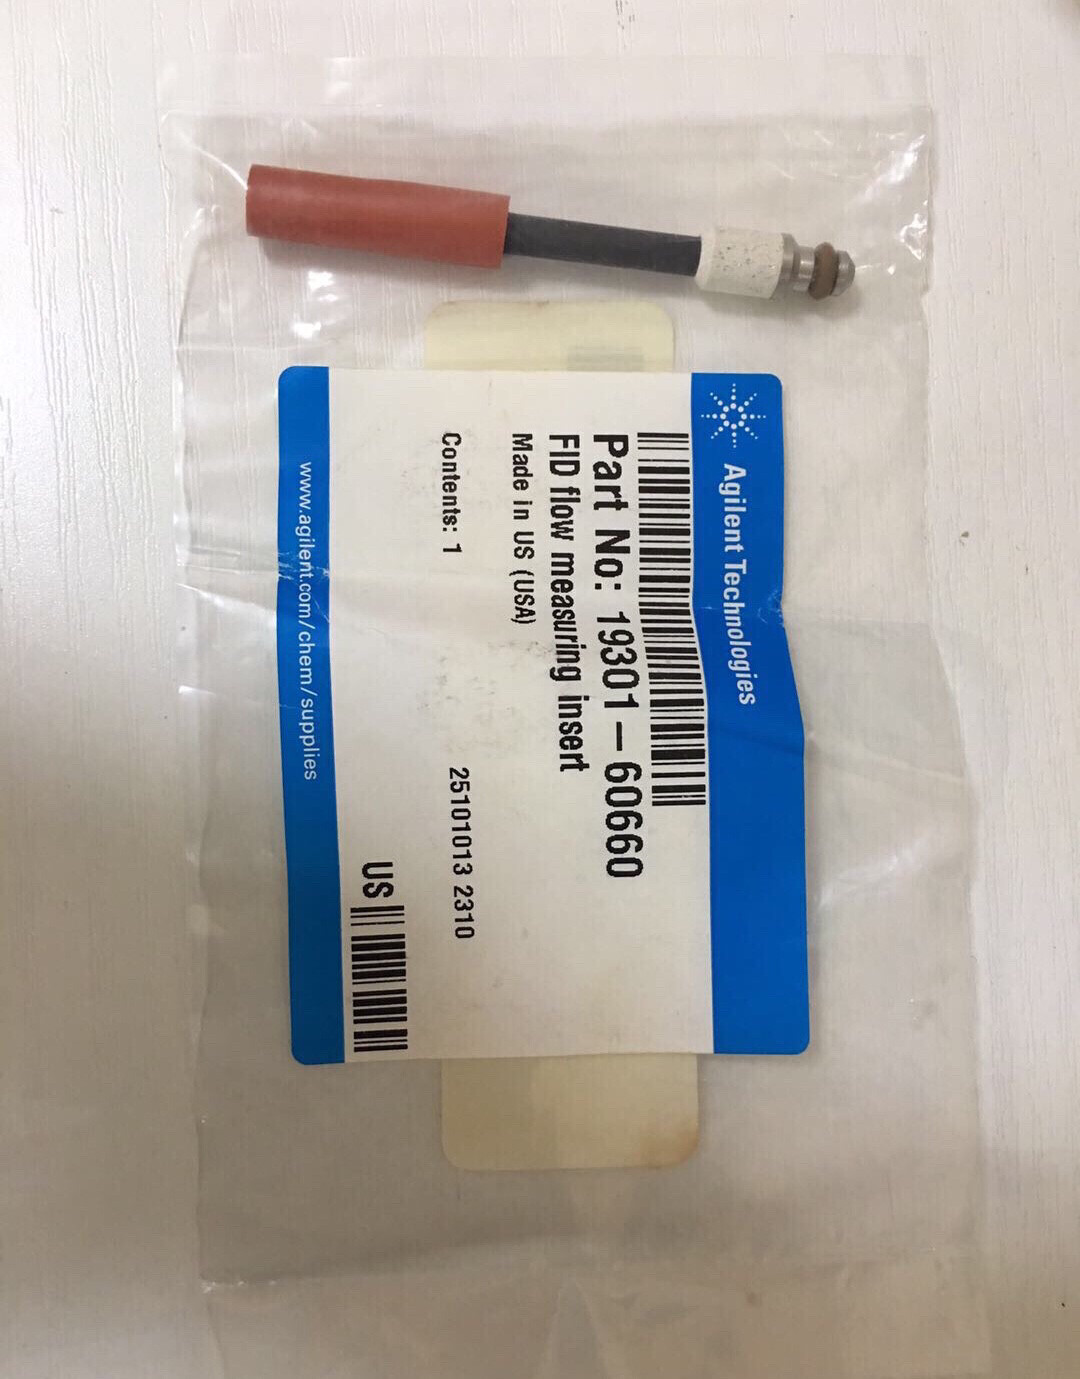 Agilent Technologies
Part No: 19301-60660
FID flow measuring insert
Made in US (USA)
Contents: 1
25101013 2310
US
www.agilent.com/chem/supplies